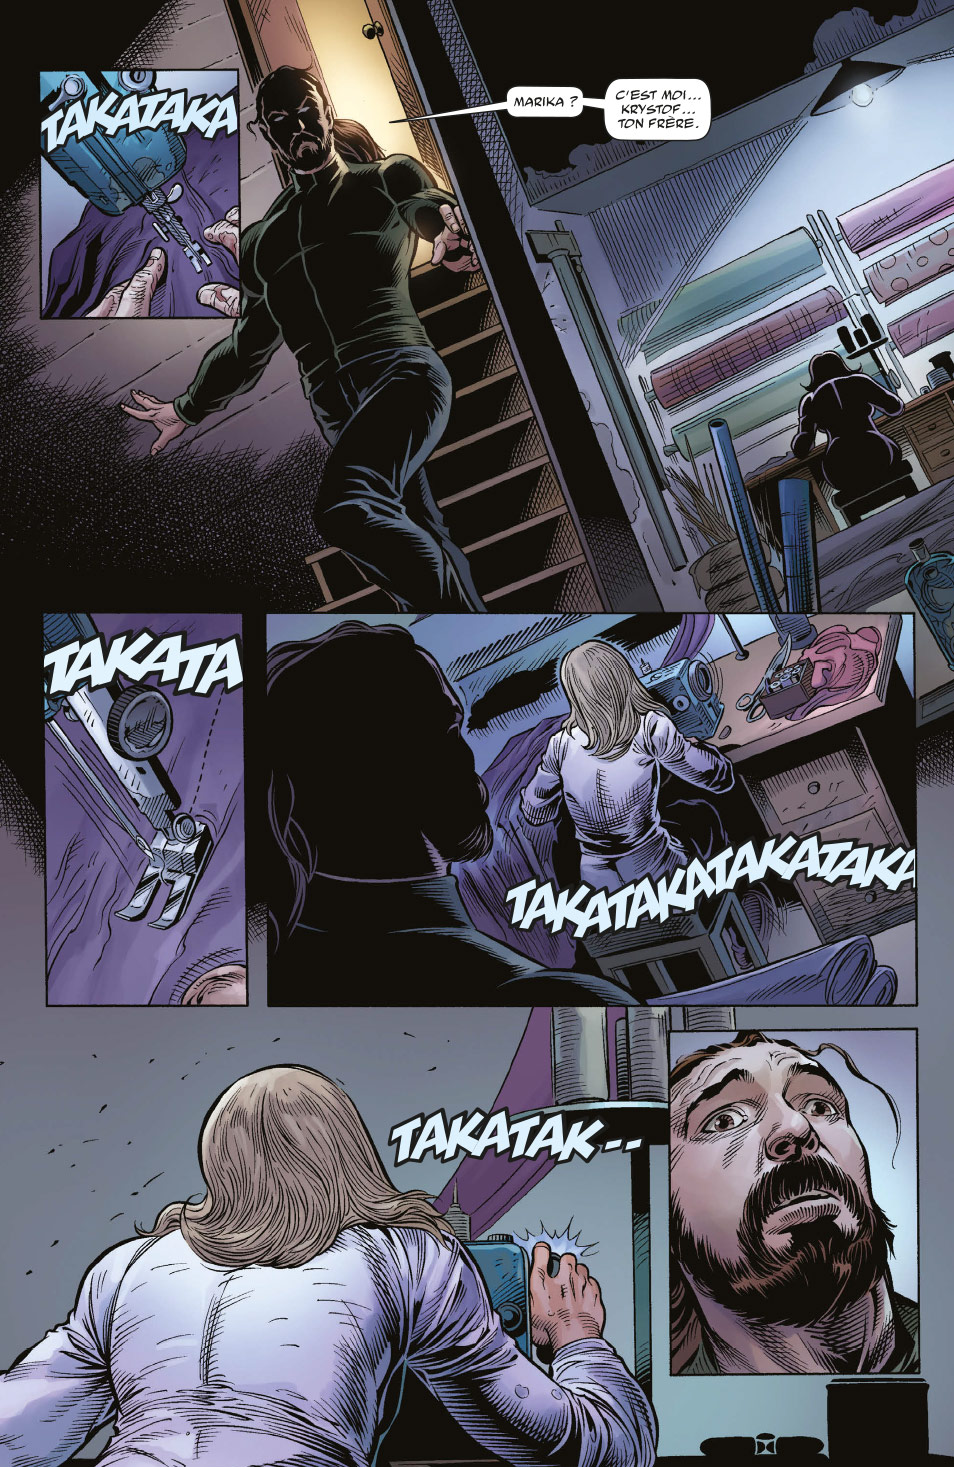 TAKATAKA
MARIKA ?
C'EST MOI...
KRYSTOF...
TON FRÈRE.
TAKATA
TAKATAKATAKATAKA
TAKATAK--